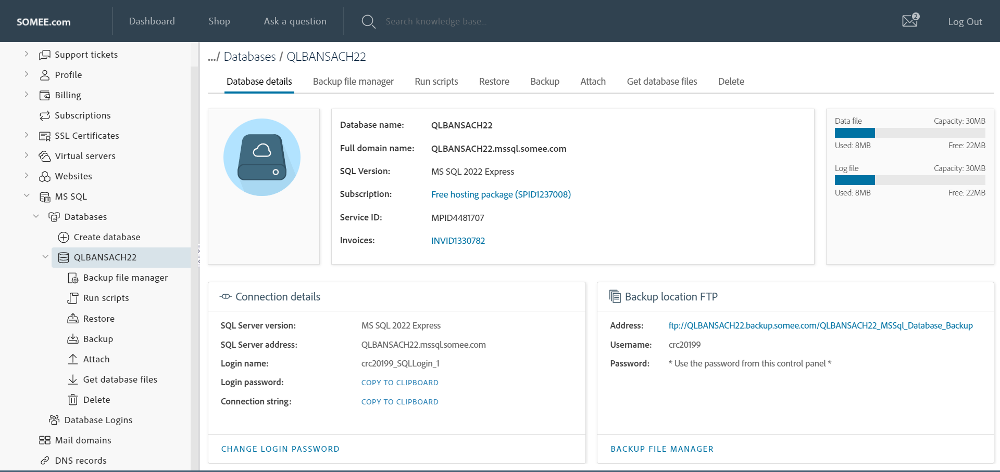 SOMEE.com
Dashboard
Shop
Ask a question
Search knowledge base...
2
Log Out
Support tickets
Profile
Billing
Subscriptions
SSL Certificates
Virtual servers
Websites
MS SQL
Databases
Create database
QLBANSACH22
Backup file manager
Run scripts
Restore
Backup
Attach
Get database files
Delete
Database Logins
Mail domains
DNS records
.../ Databases / QLBANSACH22
Database details
Backup file manager
Run scripts
Restore
Backup
Attach
Get database files
Delete
Database name: QLBANSACH22
Full domain name: QLBANSACH22.mssql.somee.com
SQL Version: MS SQL 2022 Express
Subscription: Free hosting package (SPID1237008)
Service ID: MPID4481707
Invoices: INVID1330782
Data file Capacity: 30MB
Used: 8MB Free: 22MB
Log file Capacity: 30MB
Used: 8MB Free: 22MB
Connection details
SQL Server version: MS SQL 2022 Express
SQL Server address: QLBANSACH22.mssql.somee.com
Login name: crc20199_SQLLogin_1
Login password: COPY TO CLIPBOARD
Connection string: COPY TO CLIPBOARD
CHANGE LOGIN PASSWORD
Backup location FTP
Address: ftp://QLBANSACH22.backup.somee.com/QLBANSACH22_MSSql_Database_Backup
Username: crc20199
Password: * Use the password from this control panel *
BACKUP FILE MANAGER